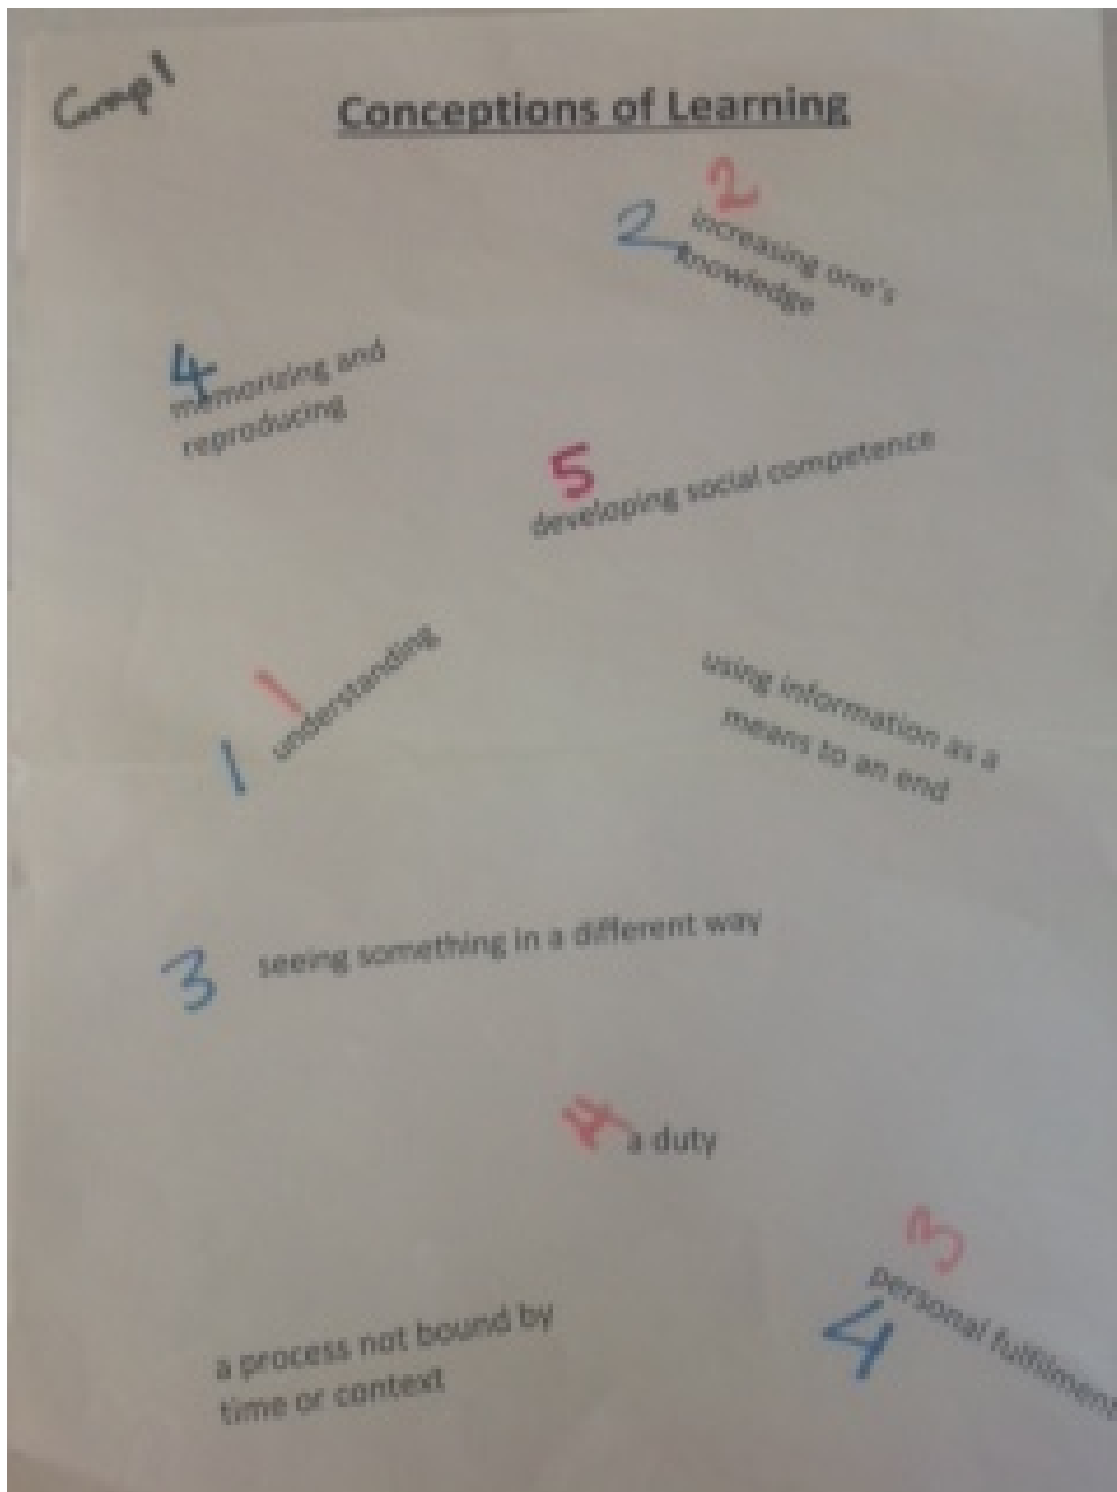 Group 1
Conceptions of Learning
2
2 increasing one's
knowledge
4
memorizing and
reproducing
5
developing social competence
1
1 understanding
using information as a
means to an end
3 seeing something in a different way
4 a duty
3
personal fulfilment
4
a process not bound by
time or context